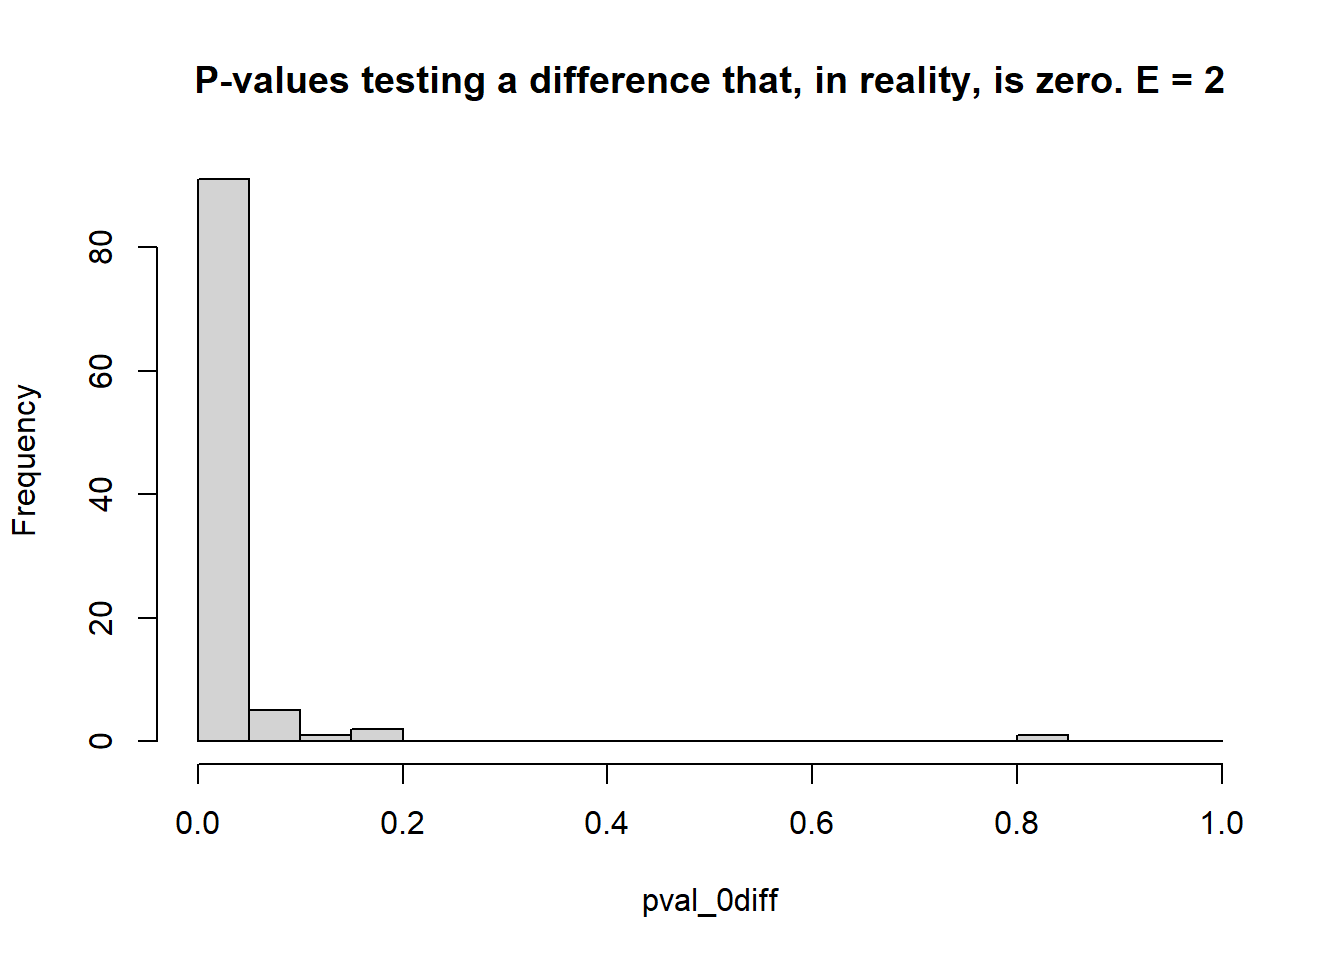 P-values testing a difference that, in reality, is zero. E = 2
Frequency
80
60
40
20
0
0.0 0.2 0.4 0.6 0.8 1.0
pval_0diff